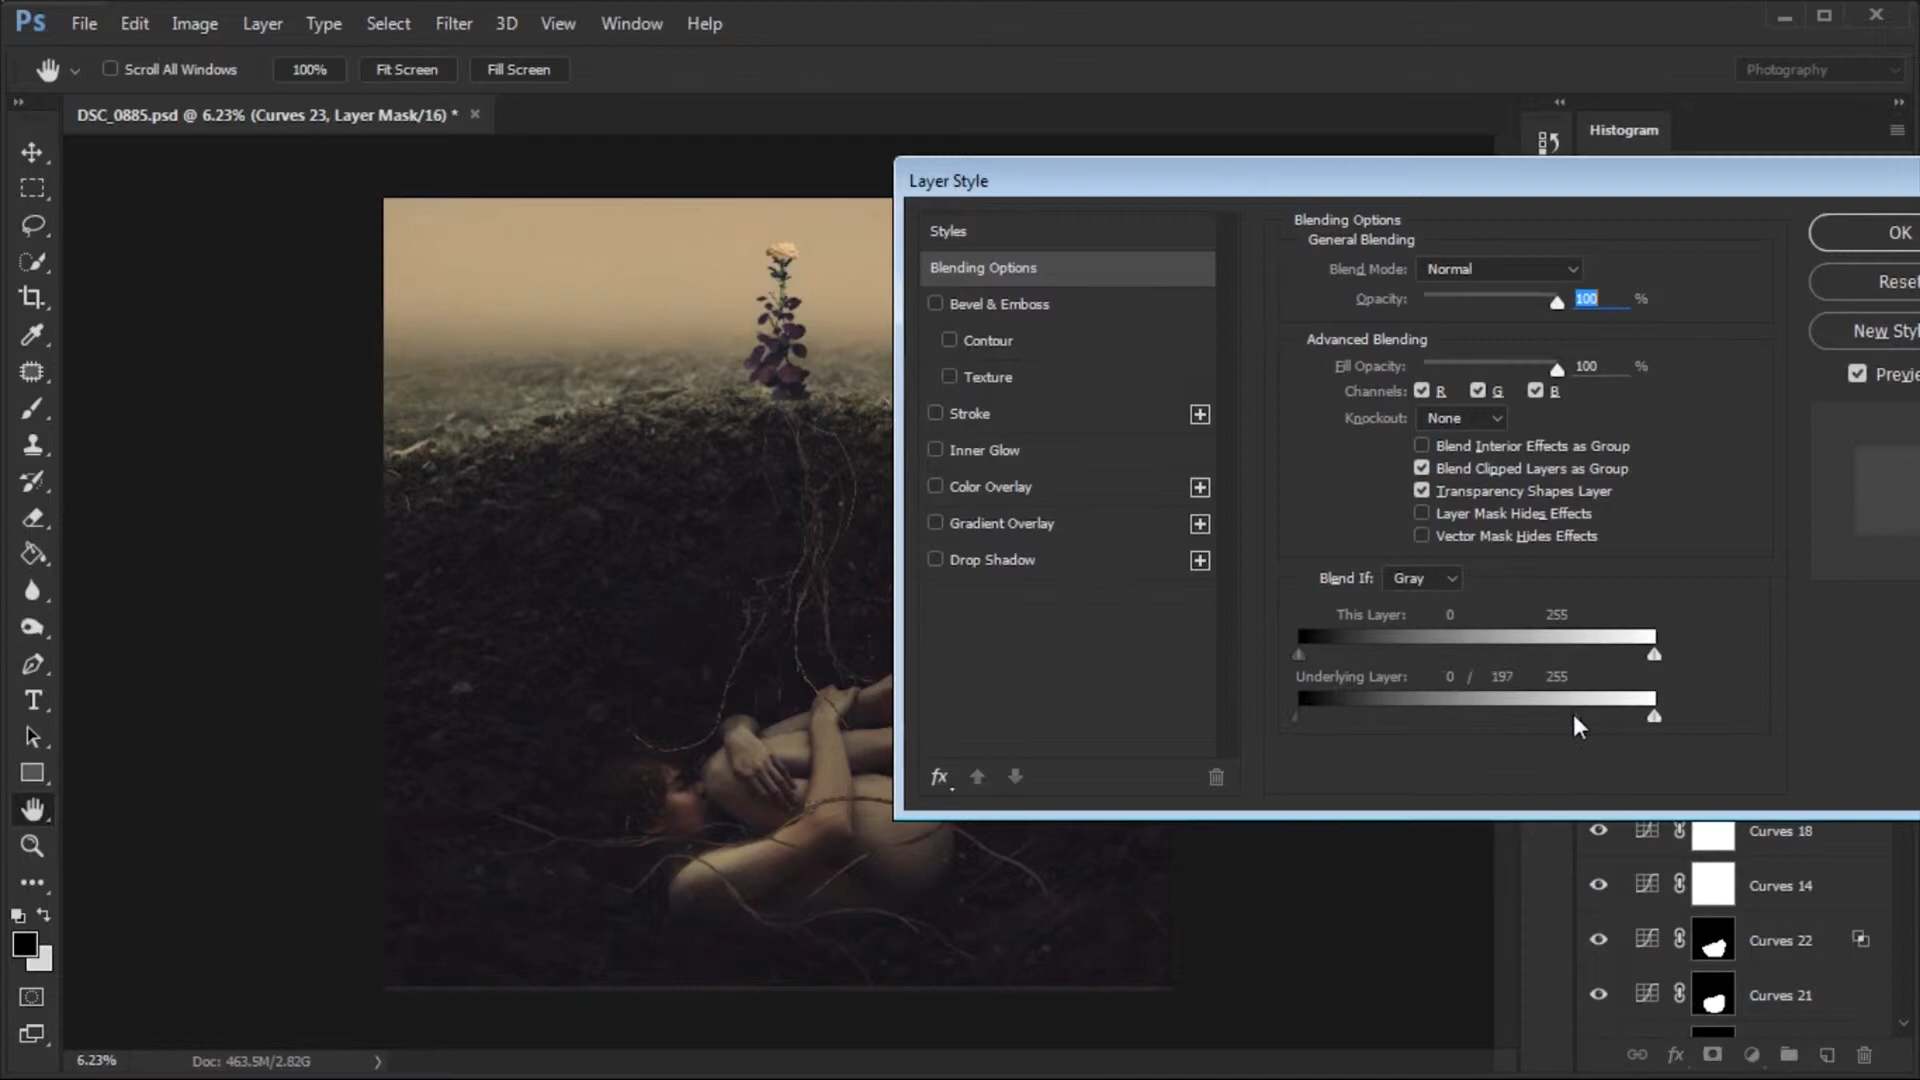 Ps File Edit Image Layer Type Select Filter 3D View Window Help
Scroll All Windows 100% Fit Screen Fill Screen Photography
DSC_0885.psd @ 6.23% (Curves 23, Layer Mask/16) *
Histogram
Layer Style
Styles
Blending Options
Bevel & Emboss
Contour
Texture
Stroke
Inner Glow
Color Overlay
Gradient Overlay
Drop Shadow
fx
Blending Options
General Blending
Blend Mode: Normal
Opacity: 100 %
Advanced Blending
Fill Opacity: 100 %
Channels: R G B
Knockout: None
Blend Interior Effects as Group
Blend Clipped Layers as Group
Transparency Shapes Layer
Layer Mask Hides Effects
Vector Mask Hides Effects
Blend If: Gray
This Layer: 0 255
Underlying Layer: 0 / 197 255
OK
Reset
New Styl
Previe
Curves 18
Curves 14
Curves 22
Curves 21
fx
6.23% Doc: 463.5M/2.82G